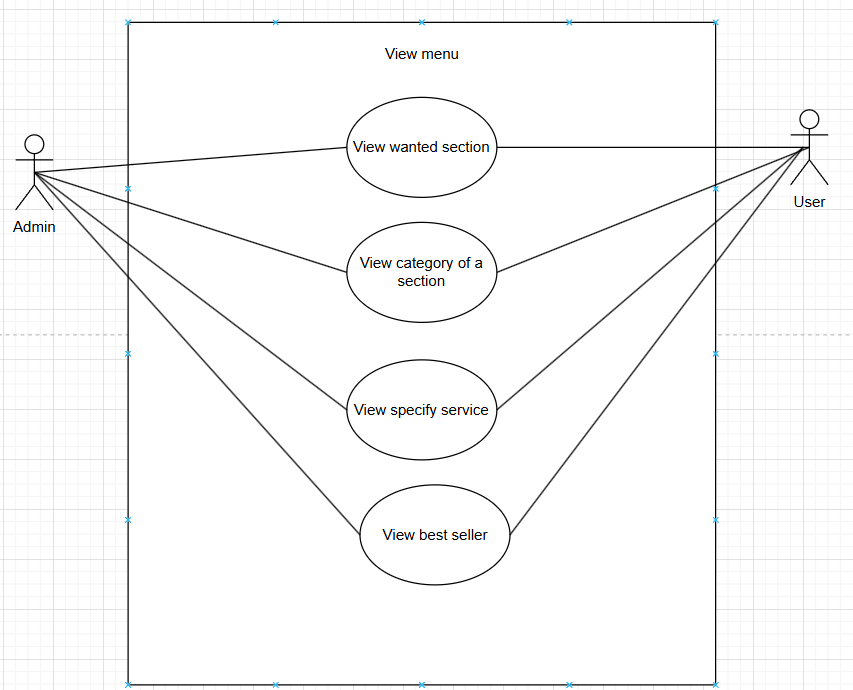 View menu
View wanted section
Admin
User
View category of a
section
View specify service
View best seller